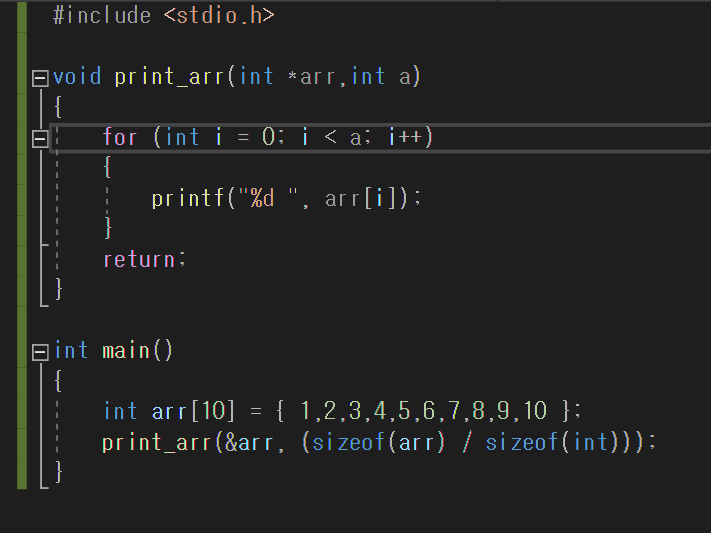 #include <stdio.h>
void print_arr(int *arr,int a)
{
for (int i = 0; i < a; i++)
{
printf("%d ", arr[i]);
}
return;
}
int main()
{
int arr[10] = { 1,2,3,4,5,6,7,8,9,10 };
print_arr(&arr, (sizeof(arr) / sizeof(int)));
}